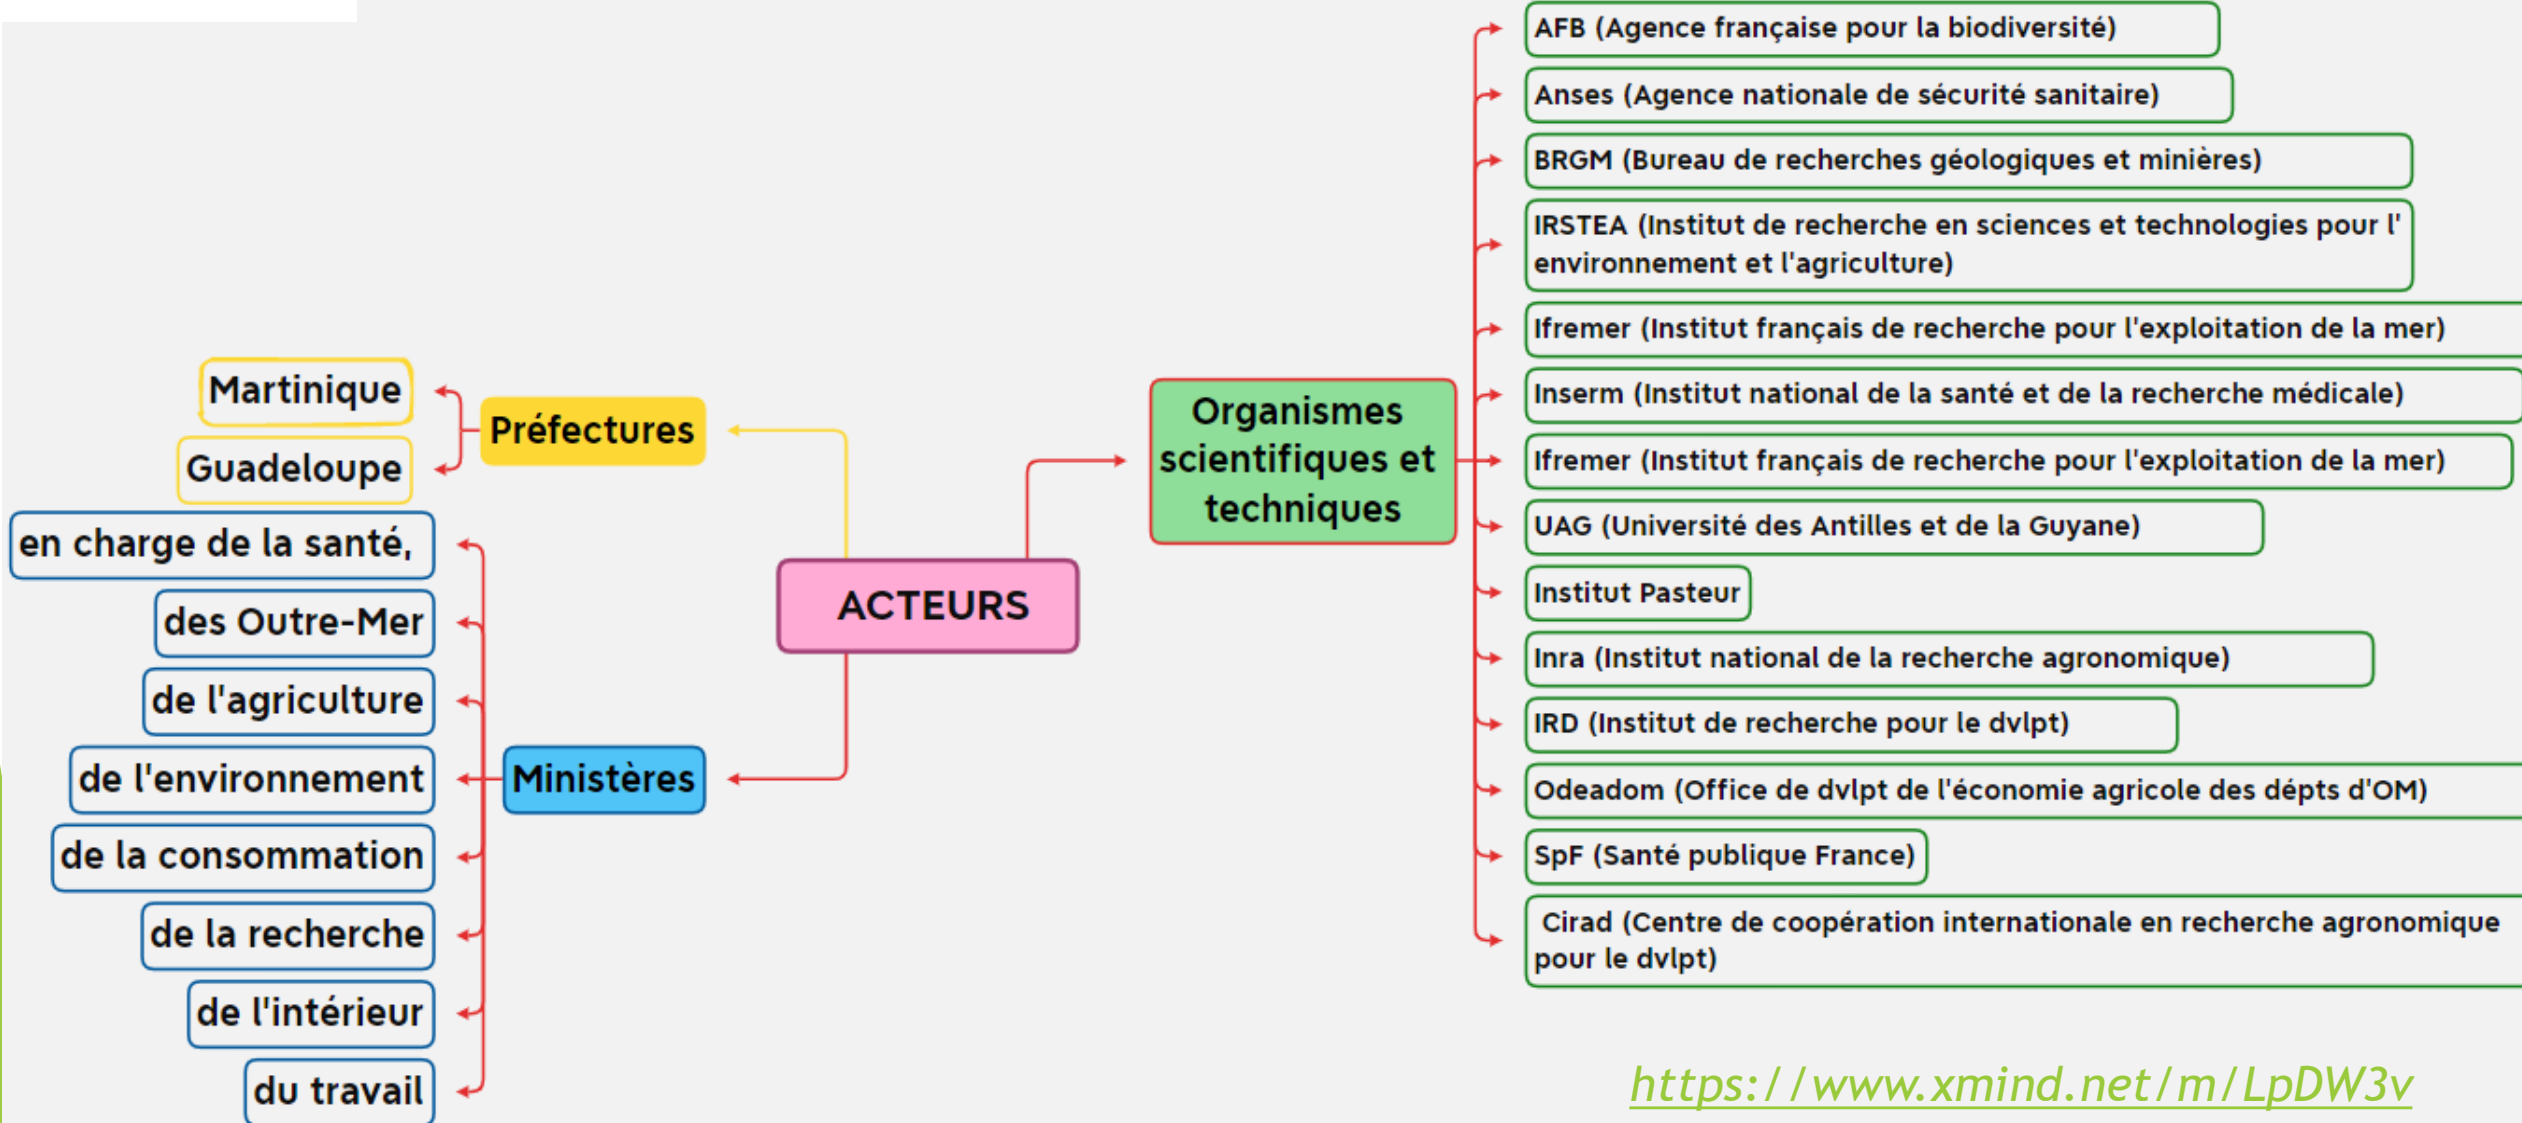 Martinique
Guadeloupe
Préfectures
en charge de la santé,
des Outre-Mer
de l'agriculture
de l'environnement
de la consommation
de la recherche
de l'intérieur
du travail
Ministères
ACTEURS
Organismes
scientifiques et
techniques
AFB (Agence française pour la biodiversité)
Anses (Agence nationale de sécurité sanitaire)
BRGM (Bureau de recherches géologiques et minières)
IRSTEA (Institut de recherche en sciences et technologies pour l'
environnement et l'agriculture)
Ifremer (Institut français de recherche pour l'exploitation de la mer)
Inserm (Institut national de la santé et de la recherche médicale)
Ifremer (Institut français de recherche pour l'exploitation de la mer)
UAG (Université des Antilles et de la Guyane)
Institut Pasteur
Inra (Institut national de la recherche agronomique)
IRD (Institut de recherche pour le dvlpt)
Odeadom (Office de dvlpt de l'économie agricole des dépts d'OM)
SpF (Santé publique France)
Cirad (Centre de coopération internationale en recherche agronomique
pour le dvlpt)
https://www.xmind.net/m/LpDW3v